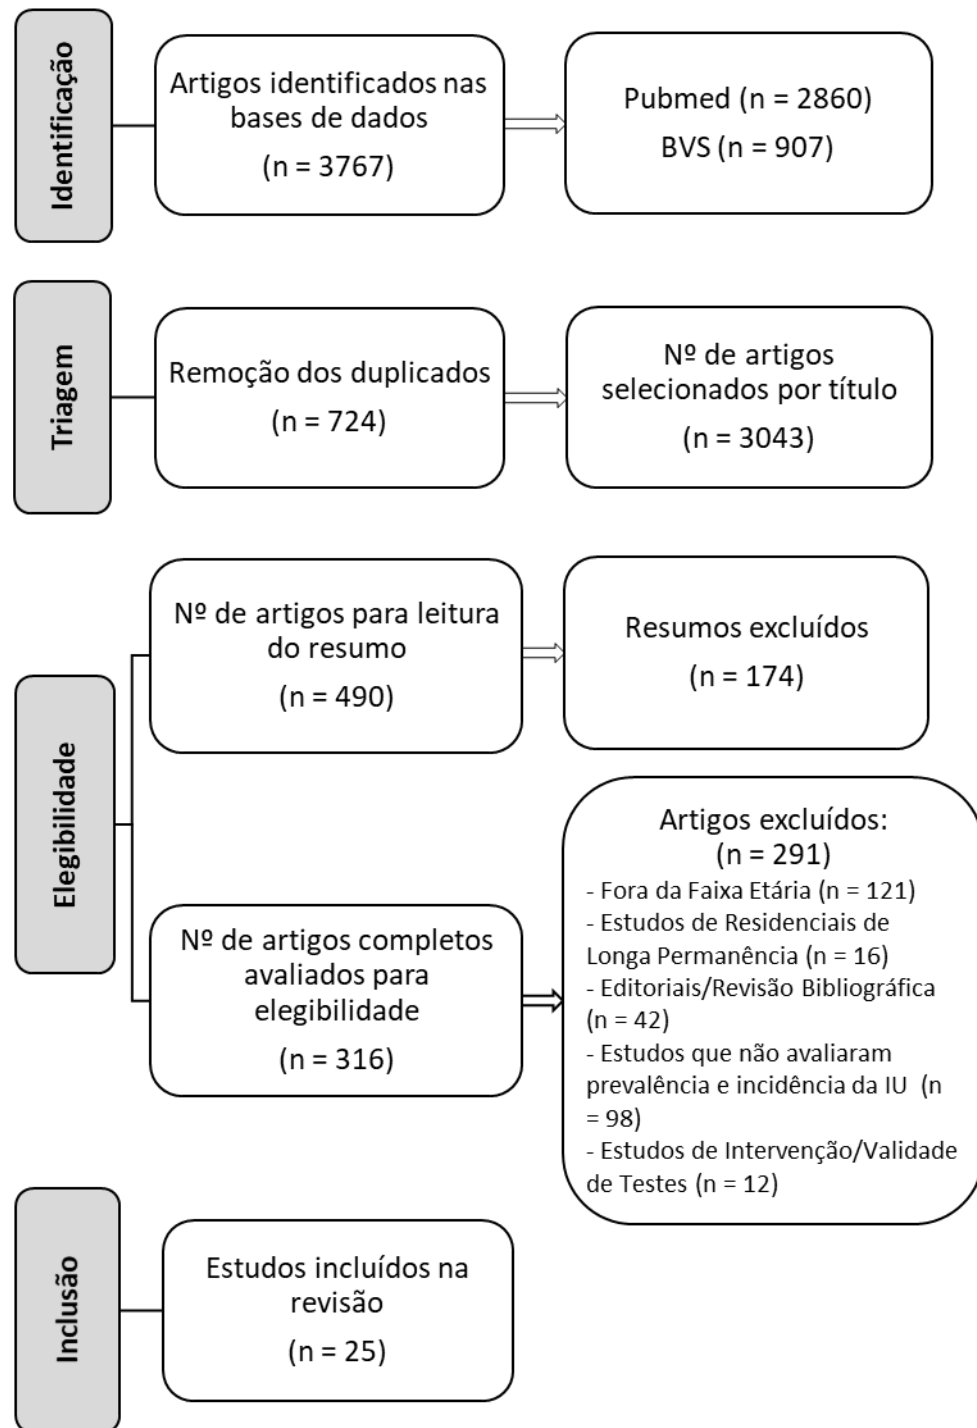 Identificação
Artigos identificados nas
bases de dados
(n = 3767)
Pubmed (n = 2860)
BVS (n = 907)
Triagem
Remoção dos duplicados
(n = 724)
Nº de artigos
selecionados por título
(n = 3043)
Elegibilidade
Nº de artigos para leitura
do resumo
(n = 490)
Resumos excluídos
(n = 174)
Nº de artigos completos
avaliados para
elegibilidade
(n = 316)
Artigos excluídos:
(n = 291)
- Fora da Faixa Etária (n = 121)
- Estudos de Residenciais de
Longa Permanência (n = 16)
- Editoriais/Revisão Bibliográfica
(n = 42)
- Estudos que não avaliaram
prevalência e incidência da IU (n
= 98)
- Estudos de Intervenção/Validade
de Testes (n = 12)
Inclusão
Estudos incluídos na
revisão
(n = 25)